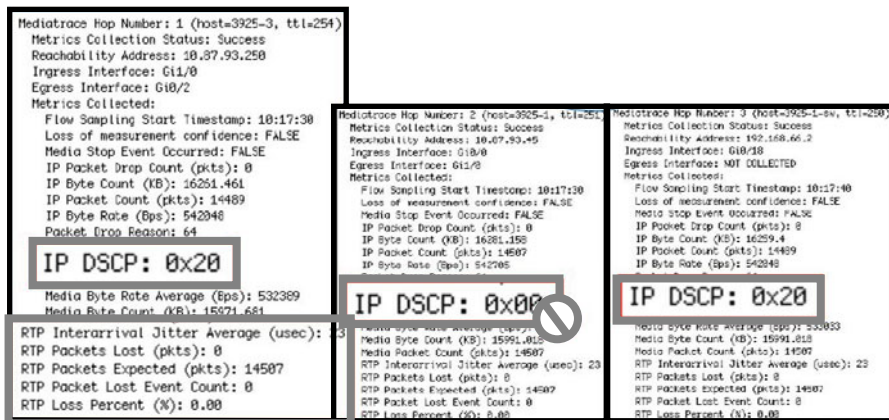 Mediatrace Hop Number: 1 (host=3925-3, ttl=254)
Metrics Collection Status: Success
Reachability Address: 10.87.93.250
Ingress Interface: Gi1/0
Egress Interface: Gi0/2
Metrics Collected:
Flow Sampling Start Timestamp: 10:17:30
Loss of measurement confidence: FALSE
Media Stop Event Occurred: FALSE
IP Packet Drop Count (pkts): 0
IP Byte Count (KB): 16261.461
IP Packet Count (pkts): 14489
IP Byte Rate (Bps): 542048
Packet Drop Reason: 64
IP DSCP: 0x20
Media Byte Rate Average (Bps): 532389
Media Byte Count (KB): 15971.681
RTP Interarrival Jitter Average (usec): 23
RTP Packets Lost (pkts): 0
RTP Packets Expected (pkts): 14507
RTP Packet Lost Event Count: 0
RTP Loss Percent (%): 0.00
Mediatrace Hop Number: 2 (host=3925-1, ttl=251)
Metrics Collection Status: Success
Reachability Address: 10.87.93.45
Ingress Interface: Gi0/0
Egress Interface: Gi1/0
Metrics Collected:
Flow Sampling Start Timestamp: 10:17:30
Loss of measurement confidence: FALSE
Media Stop Event Occurred: FALSE
IP Packet Drop Count (pkts): 0
IP Byte Count (KB): 16281.158
IP Packet Count (pkts): 14507
IP Byte Rate (Bps): 542705
IP DSCP: 0x00
Media Byte Rate Average (Bps):
Media Byte Count (KB): 15991.018
Media Packet Count (pkts): 14507
RTP Interarrival Jitter Average (usec): 23
RTP Packets Lost (pkts): 0
RTP Packets Expected (pkts): 14507
RTP Packet Lost Event Count: 0
RTP Loss Percent (%): 0.00
Mediatrace Hop Number: 3 (host=3925-1-sw, ttl=250)
Metrics Collection Status: Success
Reachability Address: 192.168.66.2
Ingress Interface: Gi0/18
Egress Interface: NOT COLLECTED
Metrics Collected:
Flow Sampling Start Timestamp: 10:17:40
Loss of measurement confidence: FALSE
Media Stop Event Occurred: FALSE
IP Packet Drop Count (pkts): 0
IP Byte Count (KB): 16259.4
IP Packet Count (pkts): 14489
IP Byte Rate (Bps): 542048
IP DSCP: 0x20
Media Byte Rate Average (Bps): 533033
Media Byte Count (KB):
Media Packet Count (pkts): 14507
RTP Interarrival Jitter Average (usec): 23
RTP Packets Lost (pkts): 0
RTP Packets Expected (pkts): 14507
RTP Packet Lost Event Count: 0
RTP Loss Percent (%): 0.00